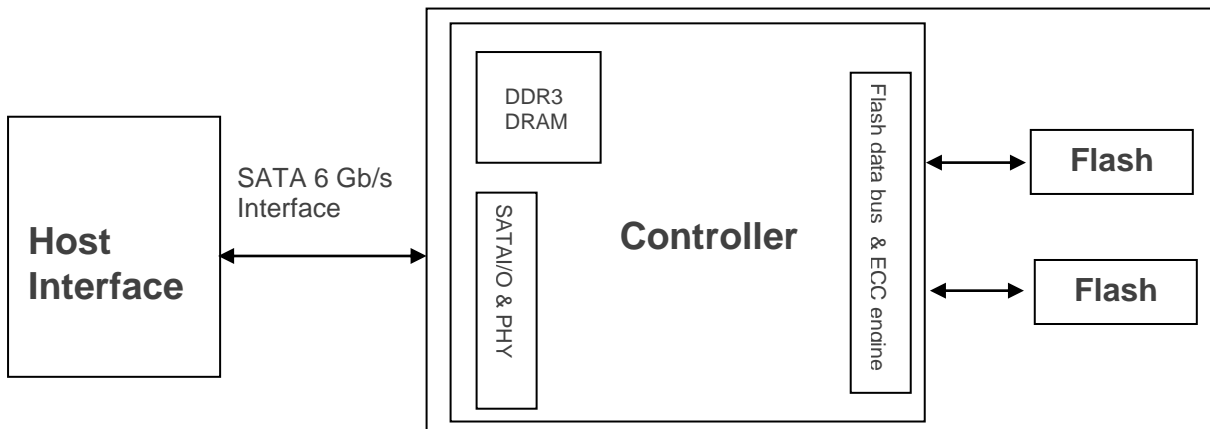 Host
Interface
SATA 6 Gb/s
Interface
DDR3
DRAM
SATAI/O & PHY
Controller
Flash data bus & ECC engine
Flash
Flash